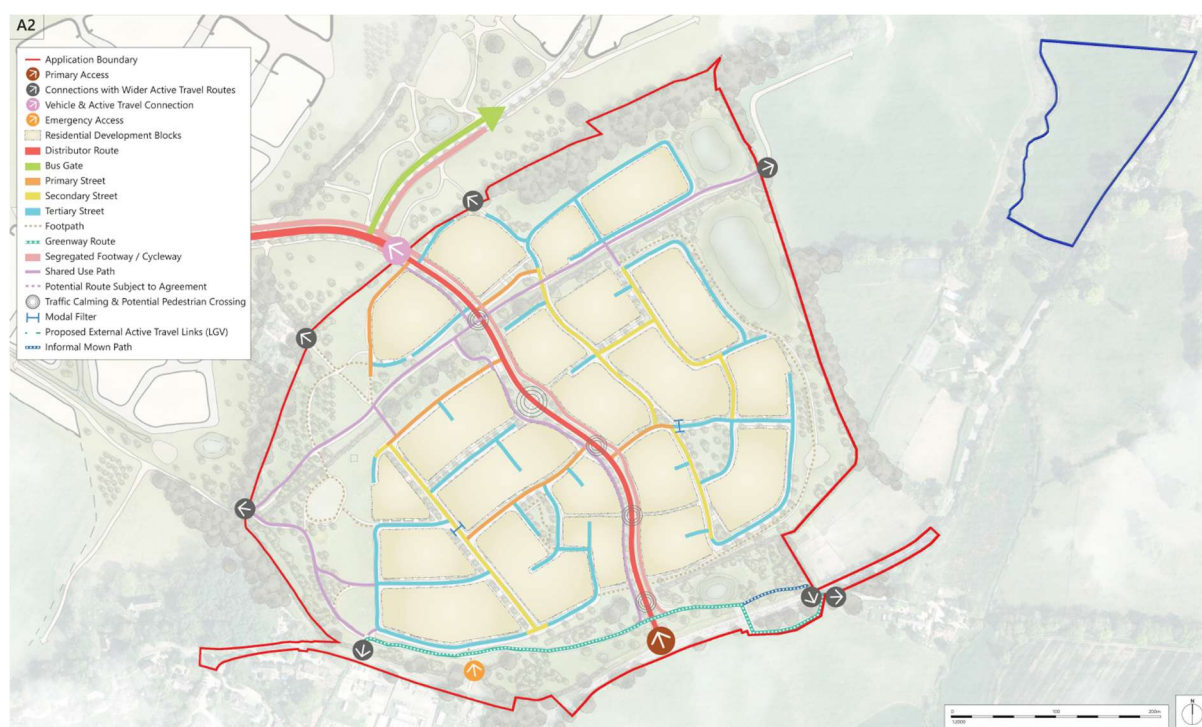 A2
Application Boundary
Primary Access
Connections with Wider Active Travel Routes
Vehicle & Active Travel Connection
Emergency Access
Residential Development Blocks
Distributor Route
Bus Gate
Primary Street
Secondary Street
Tertiary Street
Footpath
Greenway Route
Segregated Footway / Cycleway
Shared Use Path
Potential Route Subject to Agreement
Traffic Calming & Potential Pedestrian Crossing
Modal Filter
Proposed External Active Travel Links (LGV)
Informal Mown Path
0 100 200m
N